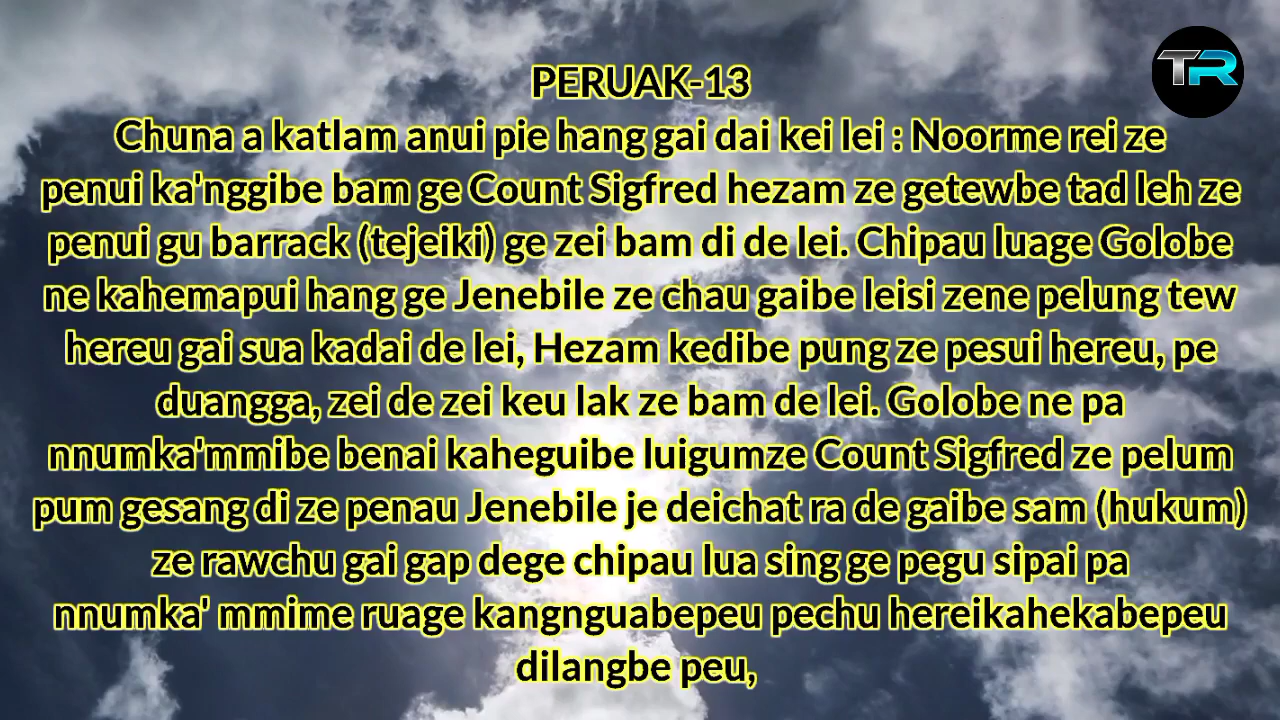 TR
PERUAK-13
Chuna a katlam anui pie hang gai dai kei lei : Noorme rei ze
penui ka'nggibe bam ge Count Sigfred hezam ze getewbe tad leh ze
penui gu barrack (tejeiki) ge zei bam di de lei. Chipau luage Golobe
ne kahemapui hang ge Jenebile ze chau gaibe leisi zene pelung tew
hereu gai sua kadai de lei, Hezam kedibe pung ze pesui hereu, pe
duangga, zei de zei keu lak ze bam de lei. Golobe ne pa
nnumka'mmibe benai kaheguibe luigumze Count Sigfred ze pelum
pum gesang di ze penau Jenebile je deichat ra de gaibe sam (hukum)
ze rawchu gai gap dege chipau lua sing ge pegu sipai pa
nnumka' mmime ruage kangnguabepeu pechu hereikahekabepeu
dilangbe peu,